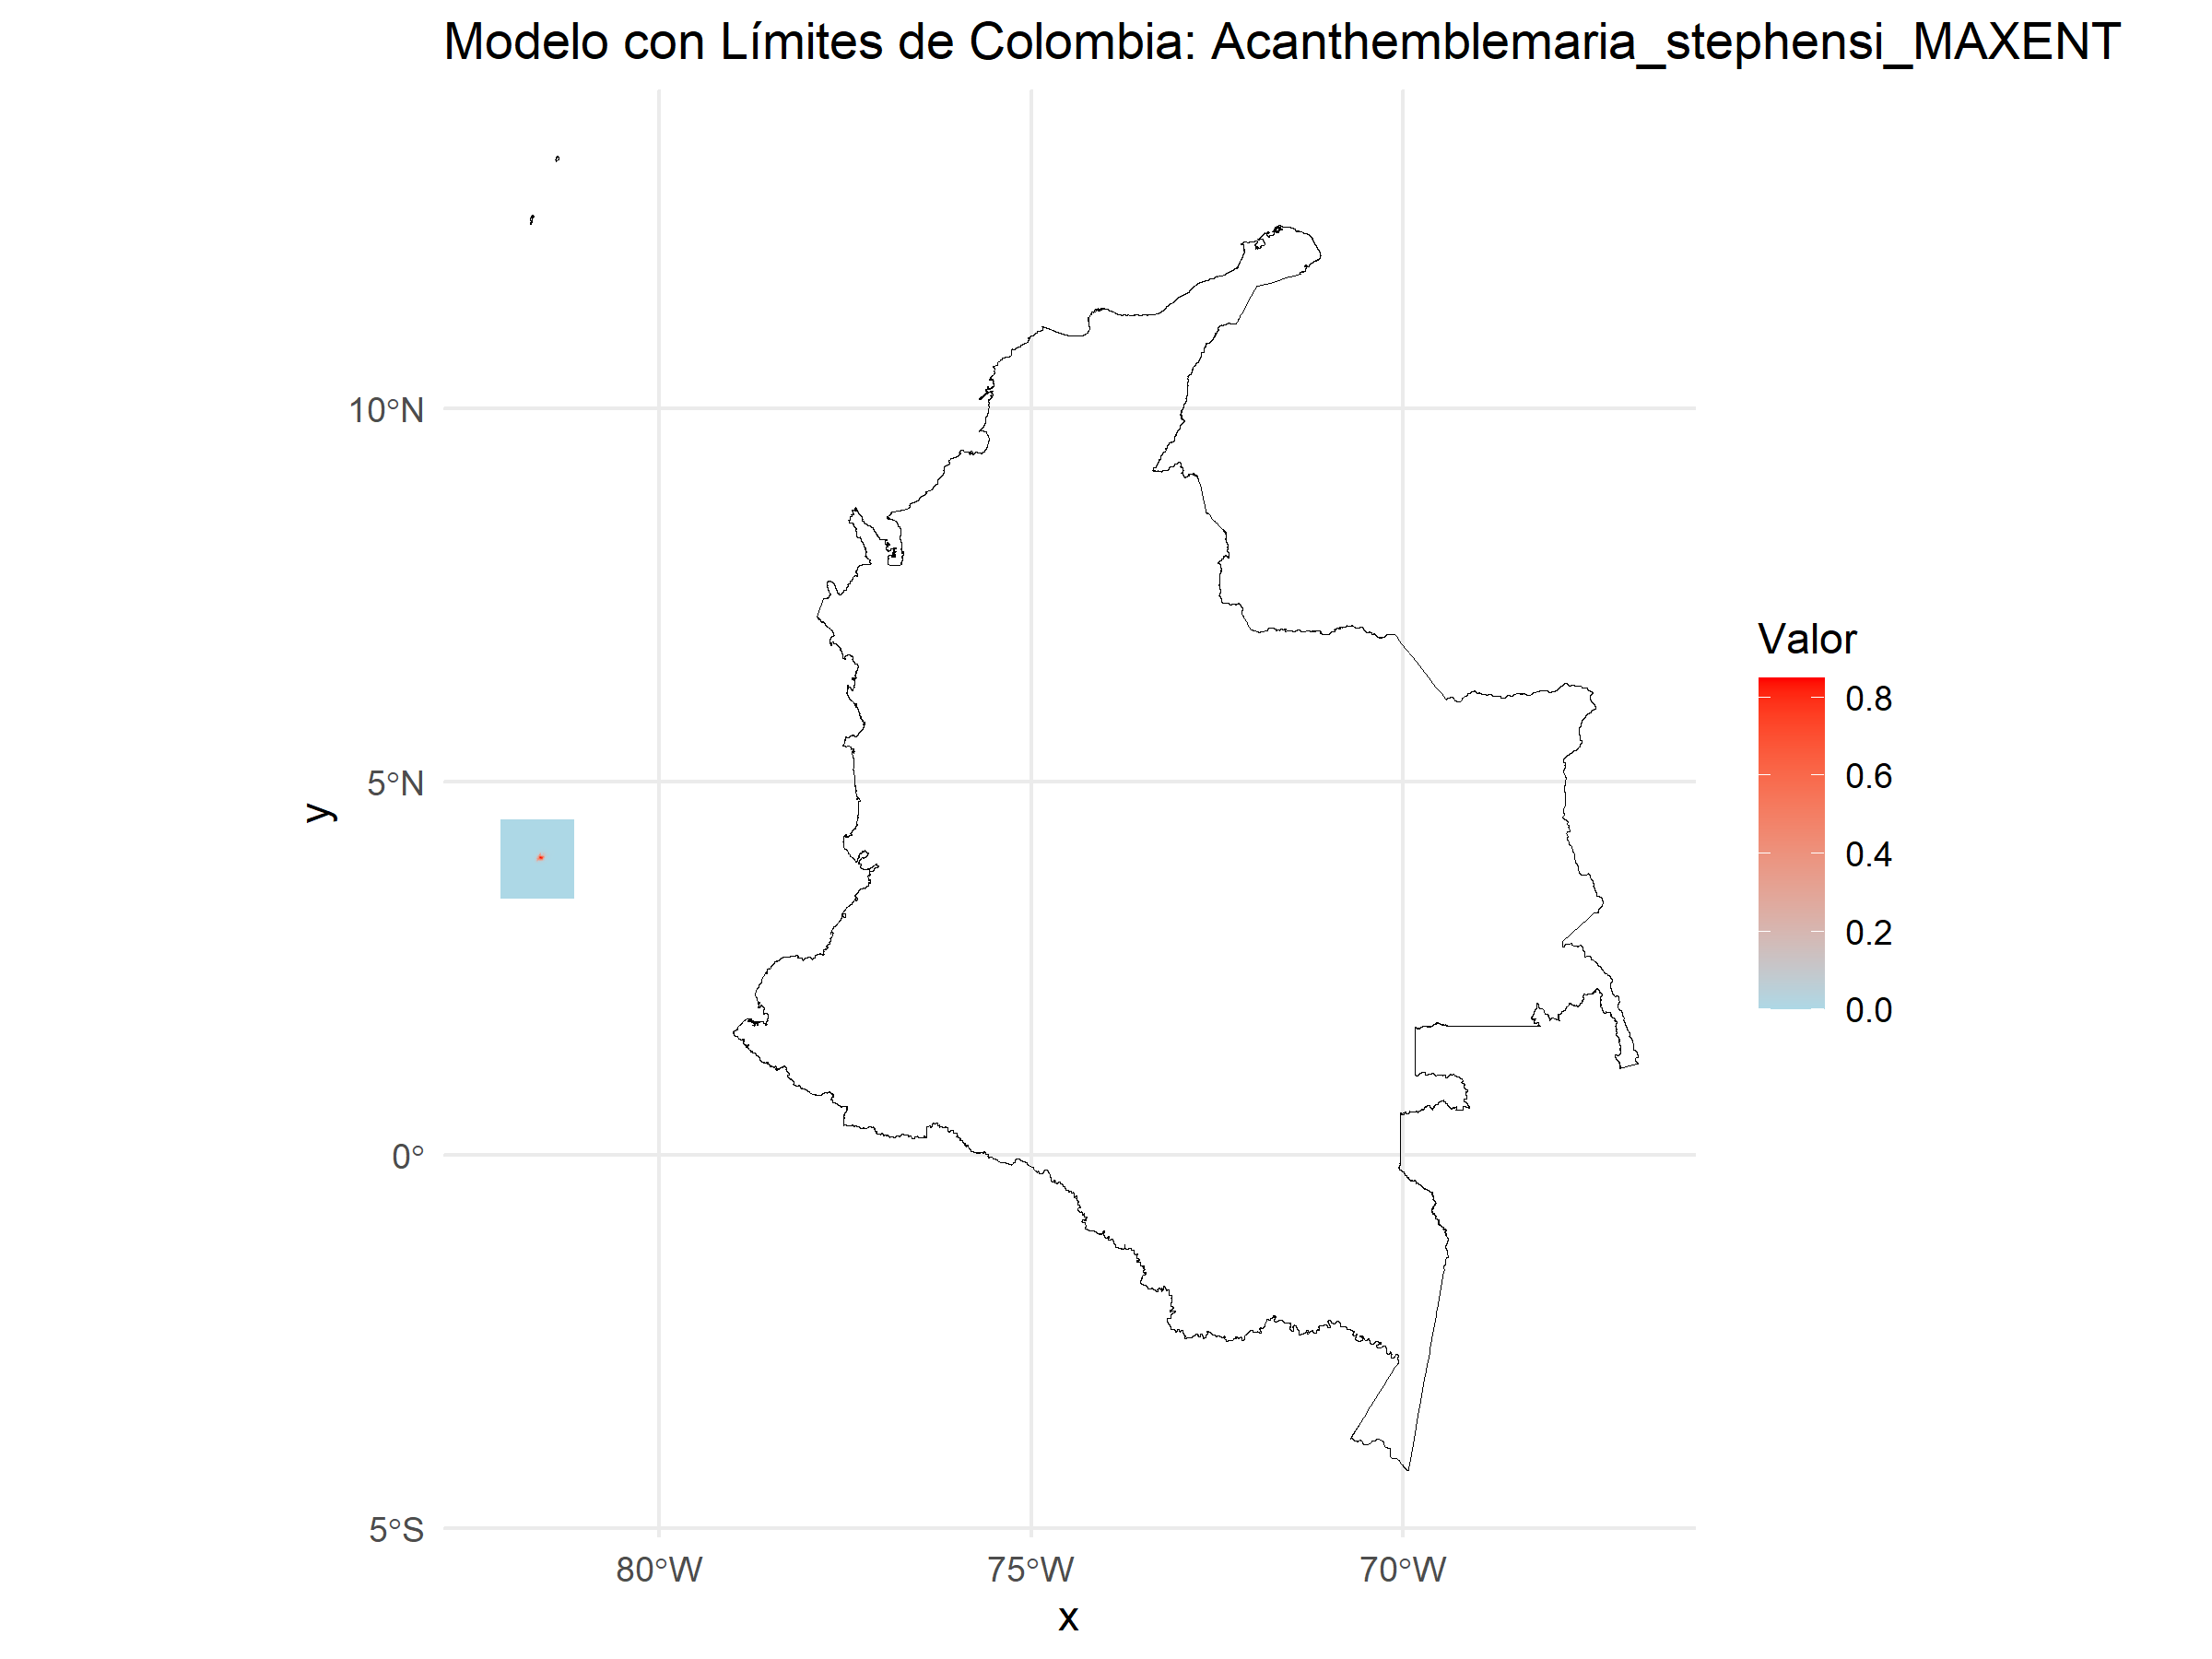 Modelo con Límites de Colombia: Acanthemblemaria_stephensi_MAXENT
10°N
5°N
0°
5°S
y
80°W
75°W
70°W
x
Valor
0.8
0.6
0.4
0.2
0.0